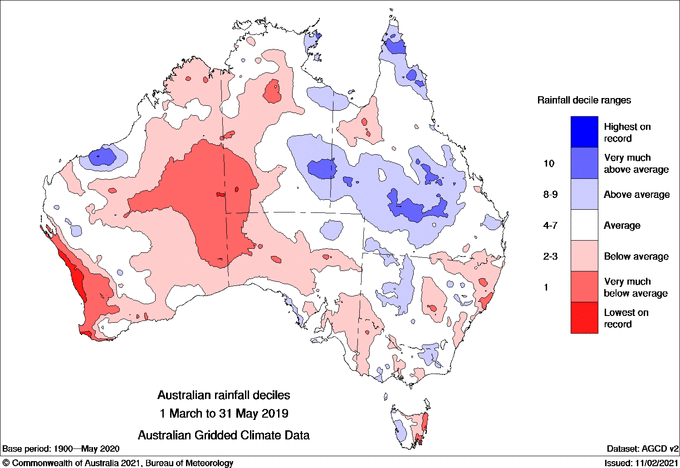 Rainfall decile ranges
Highest on
record
10
Very much
above average
8-9
Above average
4-7
Average
2-3
Below average
1
Very much
below average
Lowest on
record
Australian rainfall deciles
1 March to 31 May 2019
Australian Gridded Climate Data
Base period: 1900—May 2020
Dataset: AGCD v2
© Commonwealth of Australia 2021, Bureau of Meteorology
Issued: 11/02/2021